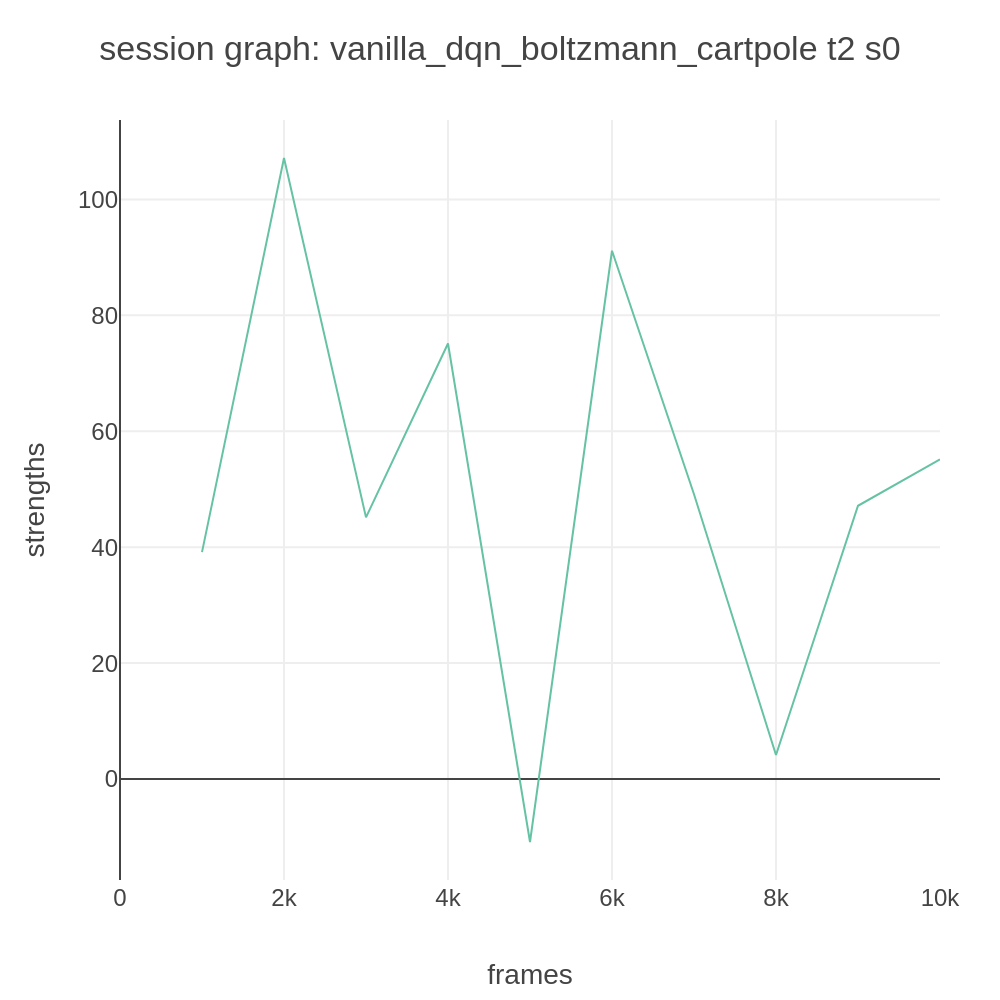 session graph: vanilla_dqn_boltzmann_cartpole t2 s0
100
80
60
40
20
0
strengths
0 2k 4k 6k 8k 10k
frames